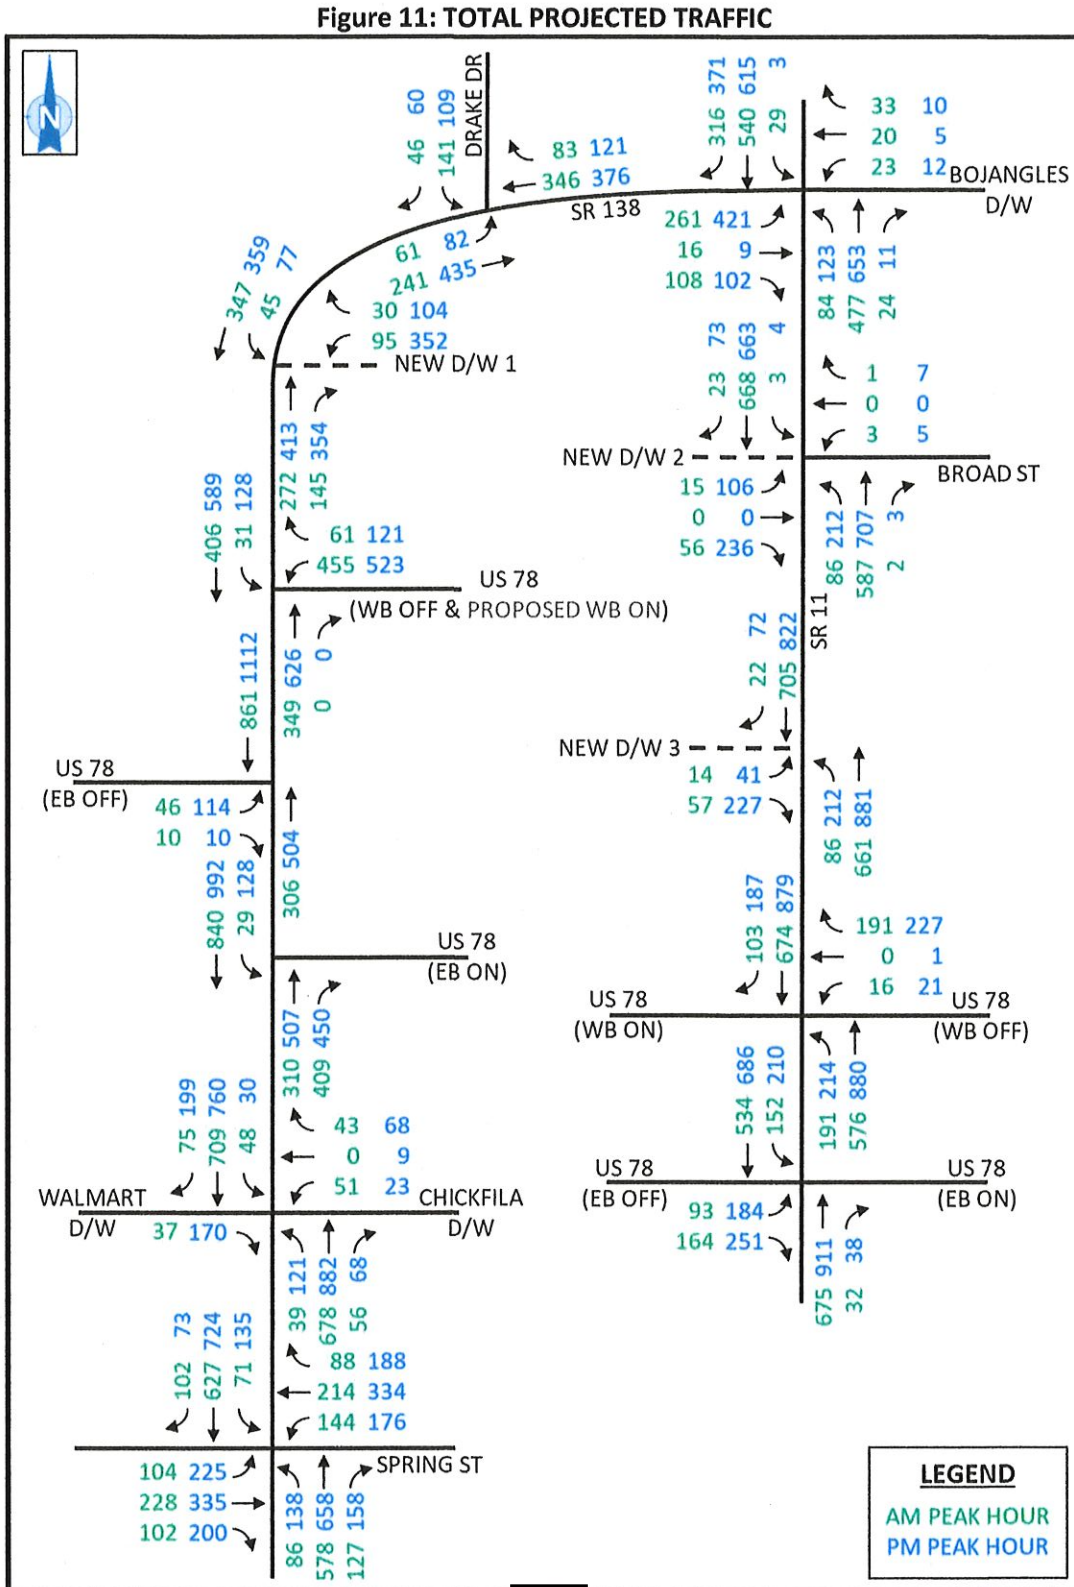 Figure 11: TOTAL PROJECTED TRAFFIC
N
DRAKE DR
46 60
141 109
83 121
346 376
SR 138
61 82
241 435
316 371
540 615
29 3
33 10
20 5
23 12
BOJANGLES
D/W
261 421
16 9
108 102
84 123
477 653
24 11
347 359
45 77
30 104
95 352
NEW D/W 1
272 413
145 354
23 73
668 663
3 4
1 7
0 0
3 5
NEW D/W 2
BROAD ST
15 106
0 0
56 236
86 212
587 707
2 3
SR 11
406 589
31 128
61 121
455 523
US 78
(WB OFF & PROPOSED WB ON)
349 626
0 0
22 72
705 822
NEW D/W 3
14 41
57 227
86 212
661 881
861 1112
US 78
(EB OFF)
46 114
10 10
306 504
840 992
29 128
US 78
(EB ON)
310 507
409 450
103 187
674 879
191 227
0 1
16 21
US 78
(WB ON)
US 78
(WB OFF)
191 214
576 880
534 686
152 210
US 78
(EB OFF)
US 78
(EB ON)
93 184
164 251
675 911
32 38
75 199
709 760
48 30
43 68
0 9
51 23
WALMART
D/W
CHICKFILA
D/W
37 170
39 121
678 882
56 68
102 73
627 724
71 135
88 188
214 334
144 176
SPRING ST
104 225
228 335
102 200
86 138
578 658
127 158
LEGEND
AM PEAK HOUR
PM PEAK HOUR